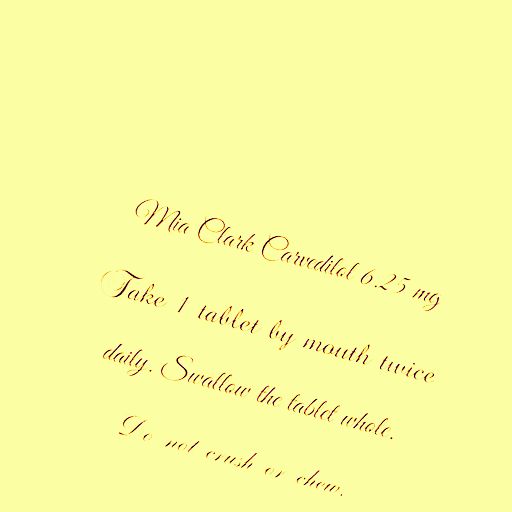 Mia Clark Carvedilol 6.25 mg
Take 1 tablet by mouth twice
daily. Swallow the tablet whole.
Do not crush or chew.